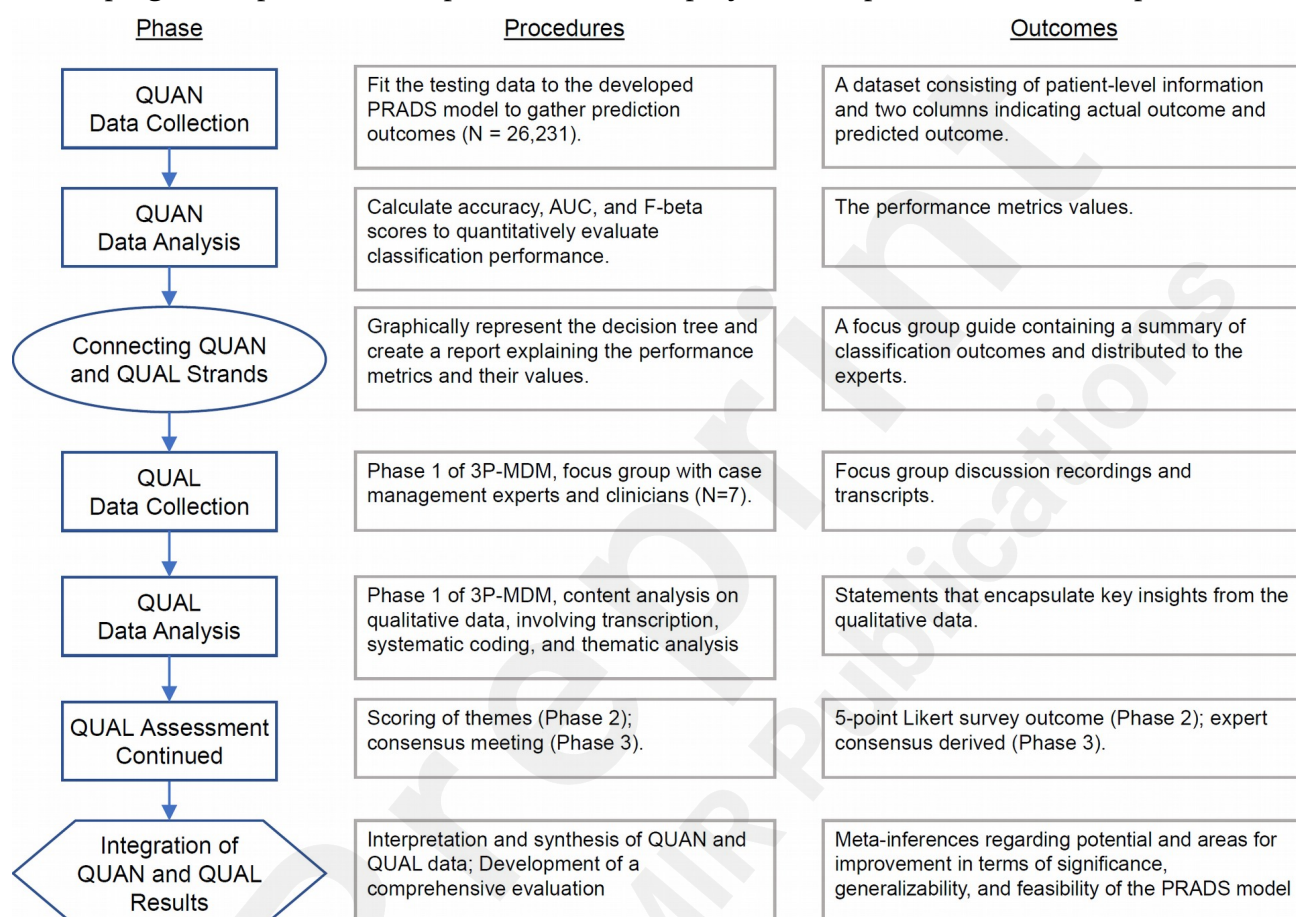 Phase Procedures Outcomes
QUAN
Data Collection
Fit the testing data to the developed
PRADS model to gather prediction
outcomes (N = 26,231).
A dataset consisting of patient-level information
and two columns indicating actual outcome and
predicted outcome.
QUAN
Data Analysis
Calculate accuracy, AUC, and F-beta
scores to quantitatively evaluate
classification performance.
The performance metrics values.
Connecting QUAN
and QUAL Strands
Graphically represent the decision tree and
create a report explaining the performance
metrics and their values.
A focus group guide containing a summary of
classification outcomes and distributed to the
experts.
QUAL
Data Collection
Phase 1 of 3P-MDM, focus group with case
management experts and clinicians (N=7).
Focus group discussion recordings and
transcripts.
QUAL
Data Analysis
Phase 1 of 3P-MDM, content analysis on
qualitative data, involving transcription,
systematic coding, and thematic analysis
Statements that encapsulate key insights from the
qualitative data.
QUAL Assessment
Continued
Scoring of themes (Phase 2);
consensus meeting (Phase 3).
5-point Likert survey outcome (Phase 2); expert
consensus derived (Phase 3).
Integration of
QUAN and QUAL
Results
Interpretation and synthesis of QUAN and
QUAL data; Development of a
comprehensive evaluation
Meta-inferences regarding potential and areas for
improvement in terms of significance,
generalizability, and feasibility of the PRADS model
Preprint
MIR Publications